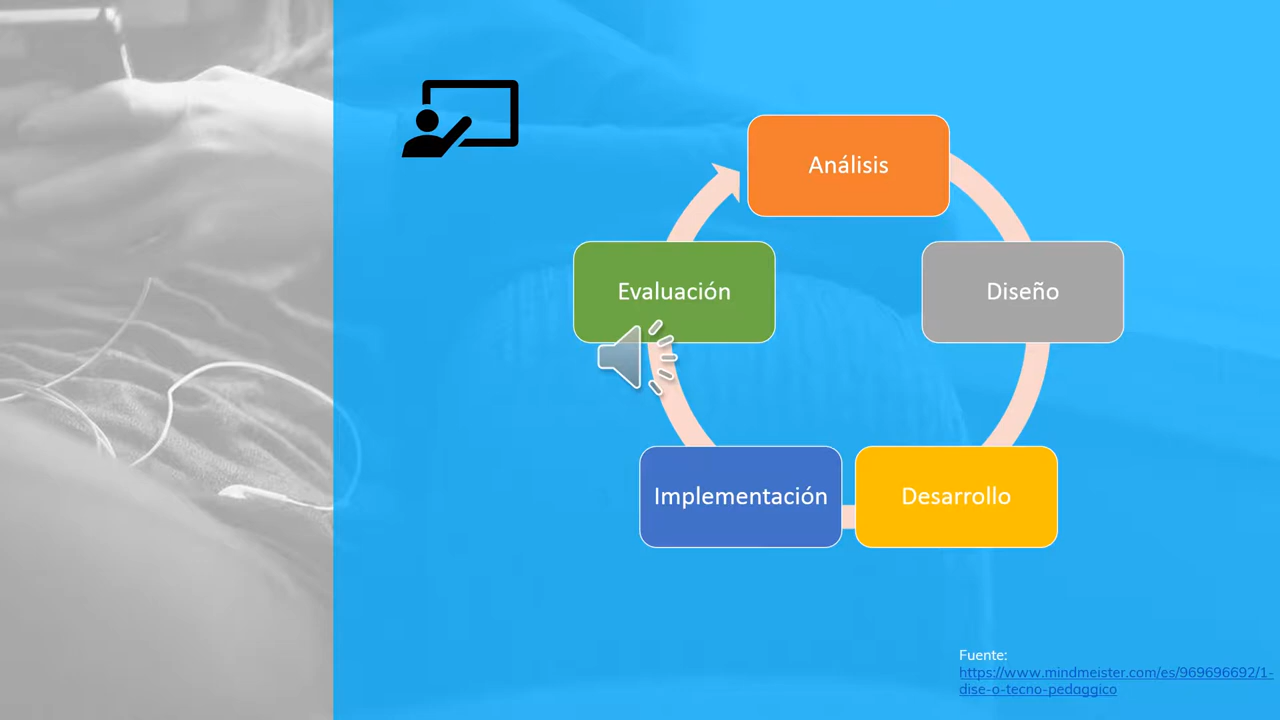 Análisis
Diseño
Desarrollo
Implementación
Evaluación
Fuente:
https://www.mindmeister.com/es/969696692/1-
dise-o-tecno-pedaggico